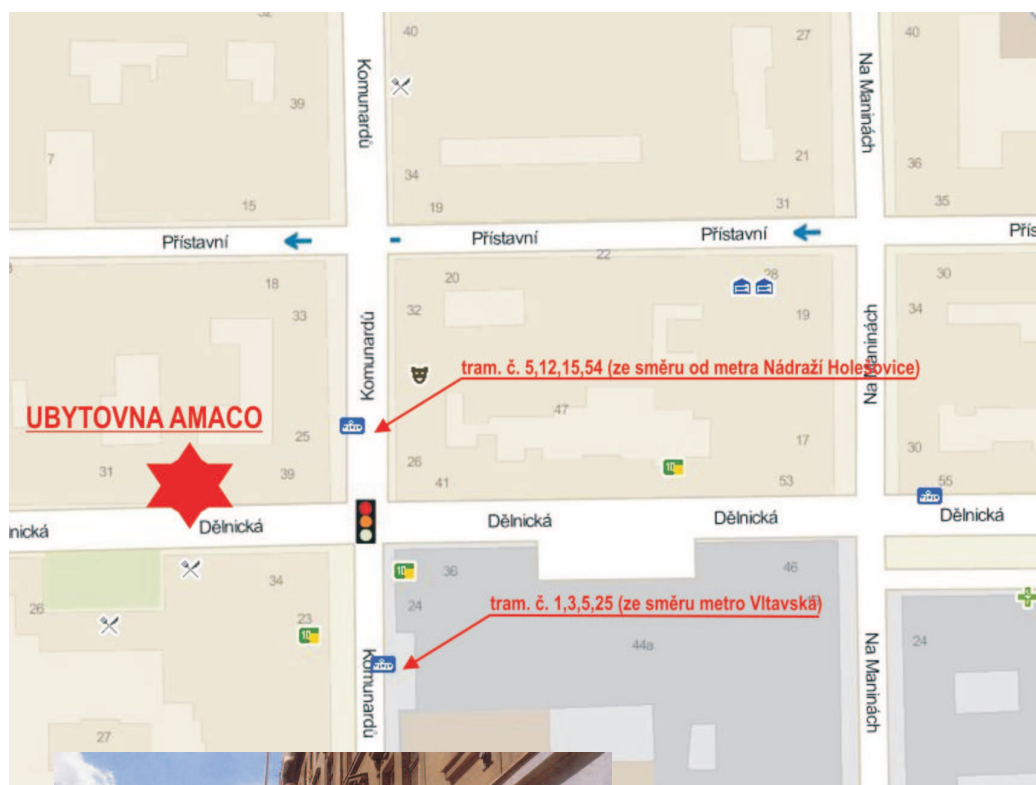 32
40
27
40
Komunardů
Na Maninách
39
7
34
21
36
15
19
31
35
Přístavní
Přístavní
Přístavní
Přís
22
18
20
28
30
33
32
19
34
Komunardů
Na Maninách
tram. č. 5,12,15,54 (ze směru od metra Nádraží Holešovice)
47
UBYTOVNA AMACO
25
17
30
31
39
26
41
53
55
nická
Dělnická
Dělnická
Dělnická
Dělnická
34
36
46
26
23
24
tram. č. 1,3,5,25 (ze směru metro Vltavská)
44a
24
Komunardů
Na Maninách
27